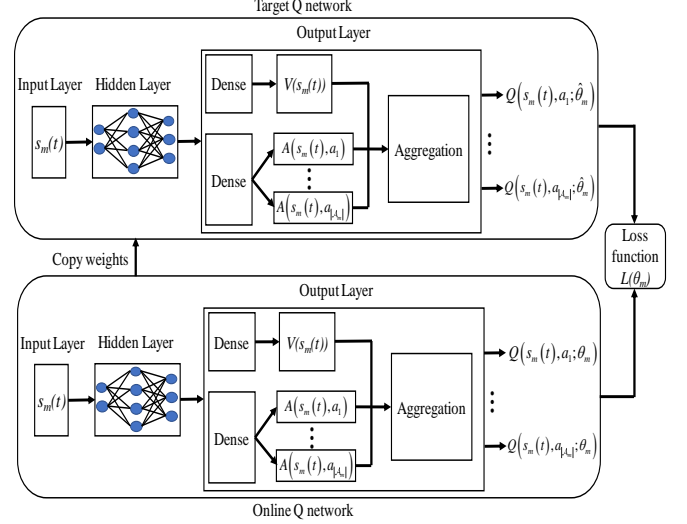 Target Q network
Output Layer
Input Layer
Hidden Layer
s_m(t)
Dense
V(s_m(t))
Dense
A(s_m(t),a_1)
⋮
A(s_m(t),a_{|𝒜_m|})
Aggregation
Q(s_m(t),a_1;θ̂_m)
⋮
Q(s_m(t),a_{|𝒜_m|};θ̂_m)
Copy weights
Loss
function
L(θ_m)
Output Layer
Input Layer
Hidden Layer
s_m(t)
Dense
V(s_m(t))
Dense
A(s_m(t),a_1)
⋮
A(s_m(t),a_{|𝒜_m|})
Aggregation
Q(s_m(t),a_1;θ_m)
⋮
Q(s_m(t),a_{|𝒜_m|};θ_m)
Online Q network